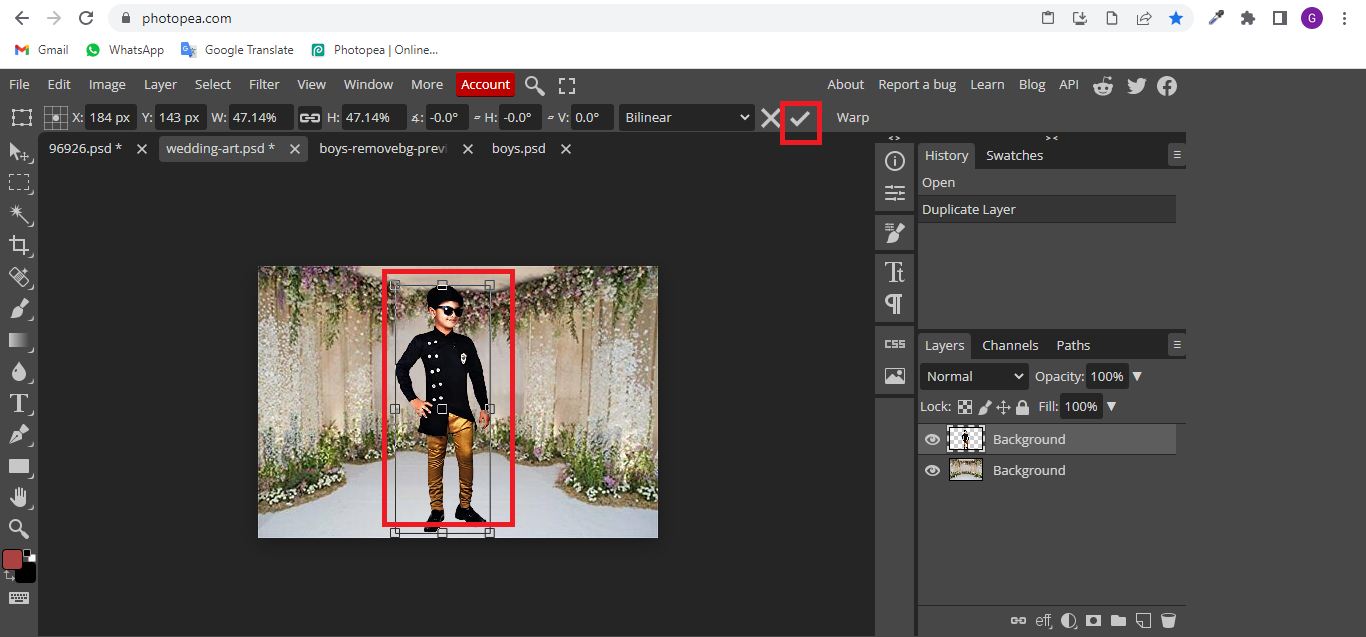 photopea.com
G
Gmail WhatsApp Google Translate Photopea | Online...
File Edit Image Layer Select Filter View Window More Account About Report a bug Learn Blog API
X: 184 px Y: 143 px W: 47.14% H: 47.14% ∡: -0.0° H: -0.0° V: 0.0° Bilinear Warp
96926.psd * wedding-art.psd * boys-removebg-previ boys.psd
< > > <
History Swatches
Open
Duplicate Layer
Tt
CSS
Layers Channels Paths
Normal Opacity: 100%
Lock: Fill: 100%
Background
Background
T
eff